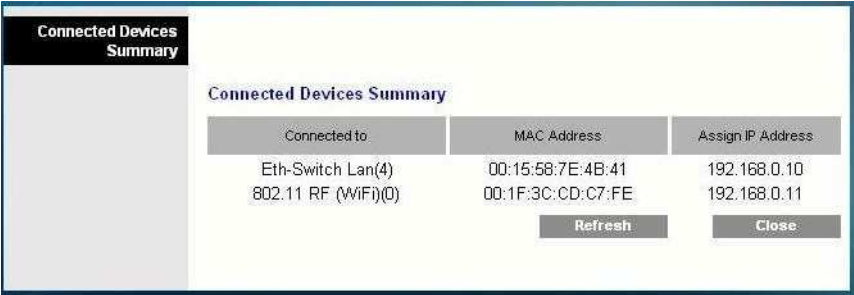 Connected Devices
Summary
Connected Devices Summary
Connected to MAC Address Assign IP Address
Eth-Switch Lan(4) 00:15:58:7E:4B:41 192.168.0.10
802.11 RF (WiFi)(0) 00:1F:3C:CD:C7:FE 192.168.0.11
Refresh Close